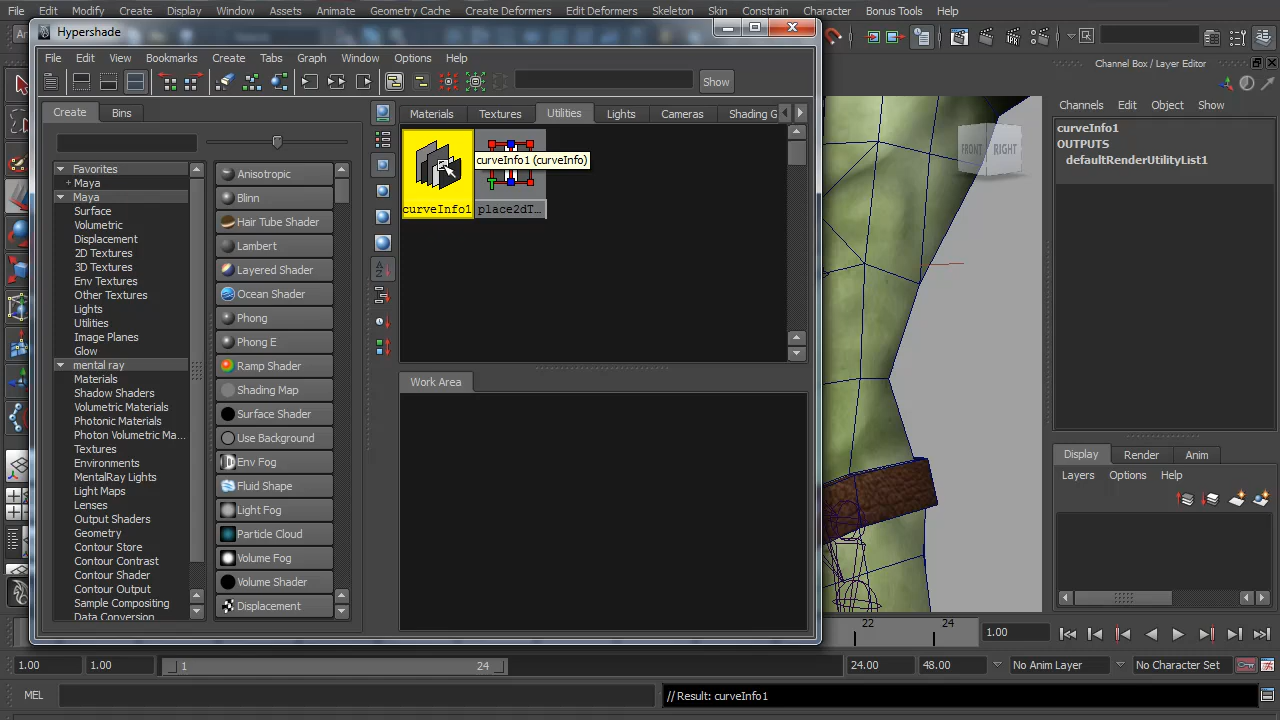 File Edit Modify Create Display Window Assets Animate Geometry Cache Create Deformers Edit Deformers Skeleton Skin Constrain Character Bonus Tools Help
Hypershade
File Edit View Bookmarks Create Tabs Graph Window Options Help
Show
Create Bins
Materials Textures Utilities Lights Cameras Shading G
Favorites
+ Maya
Maya
Surface
Volumetric
Displacement
2D Textures
3D Textures
Env Textures
Other Textures
Lights
Utilities
Image Planes
Glow
mental ray
Materials
Shadow Shaders
Volumetric Materials
Photonic Materials
Photon Volumetric Ma...
Textures
Environments
MentalRay Lights
Light Maps
Lenses
Output Shaders
Geometry
Contour Store
Contour Contrast
Contour Shader
Contour Output
Sample Compositing
Data Conversion
Anisotropic
Blinn
Hair Tube Shader
Lambert
Layered Shader
Ocean Shader
Phong
Phong E
Ramp Shader
Shading Map
Surface Shader
Use Background
Env Fog
Fluid Shape
Light Fog
Particle Cloud
Volume Fog
Volume Shader
Displacement
curveInfo1 (curveInfo)
curveInfo1 place2dT...
Work Area
FRONT RIGHT
Channel Box / Layer Editor
Channels Edit Object Show
curveInfo1
OUTPUTS
defaultRenderUtilityList1
Display Render Anim
Layers Options Help
22 24
1.00
1.00 1.00 1 24 24.00 48.00 No Anim Layer No Character Set
MEL // Result: curveInfo1